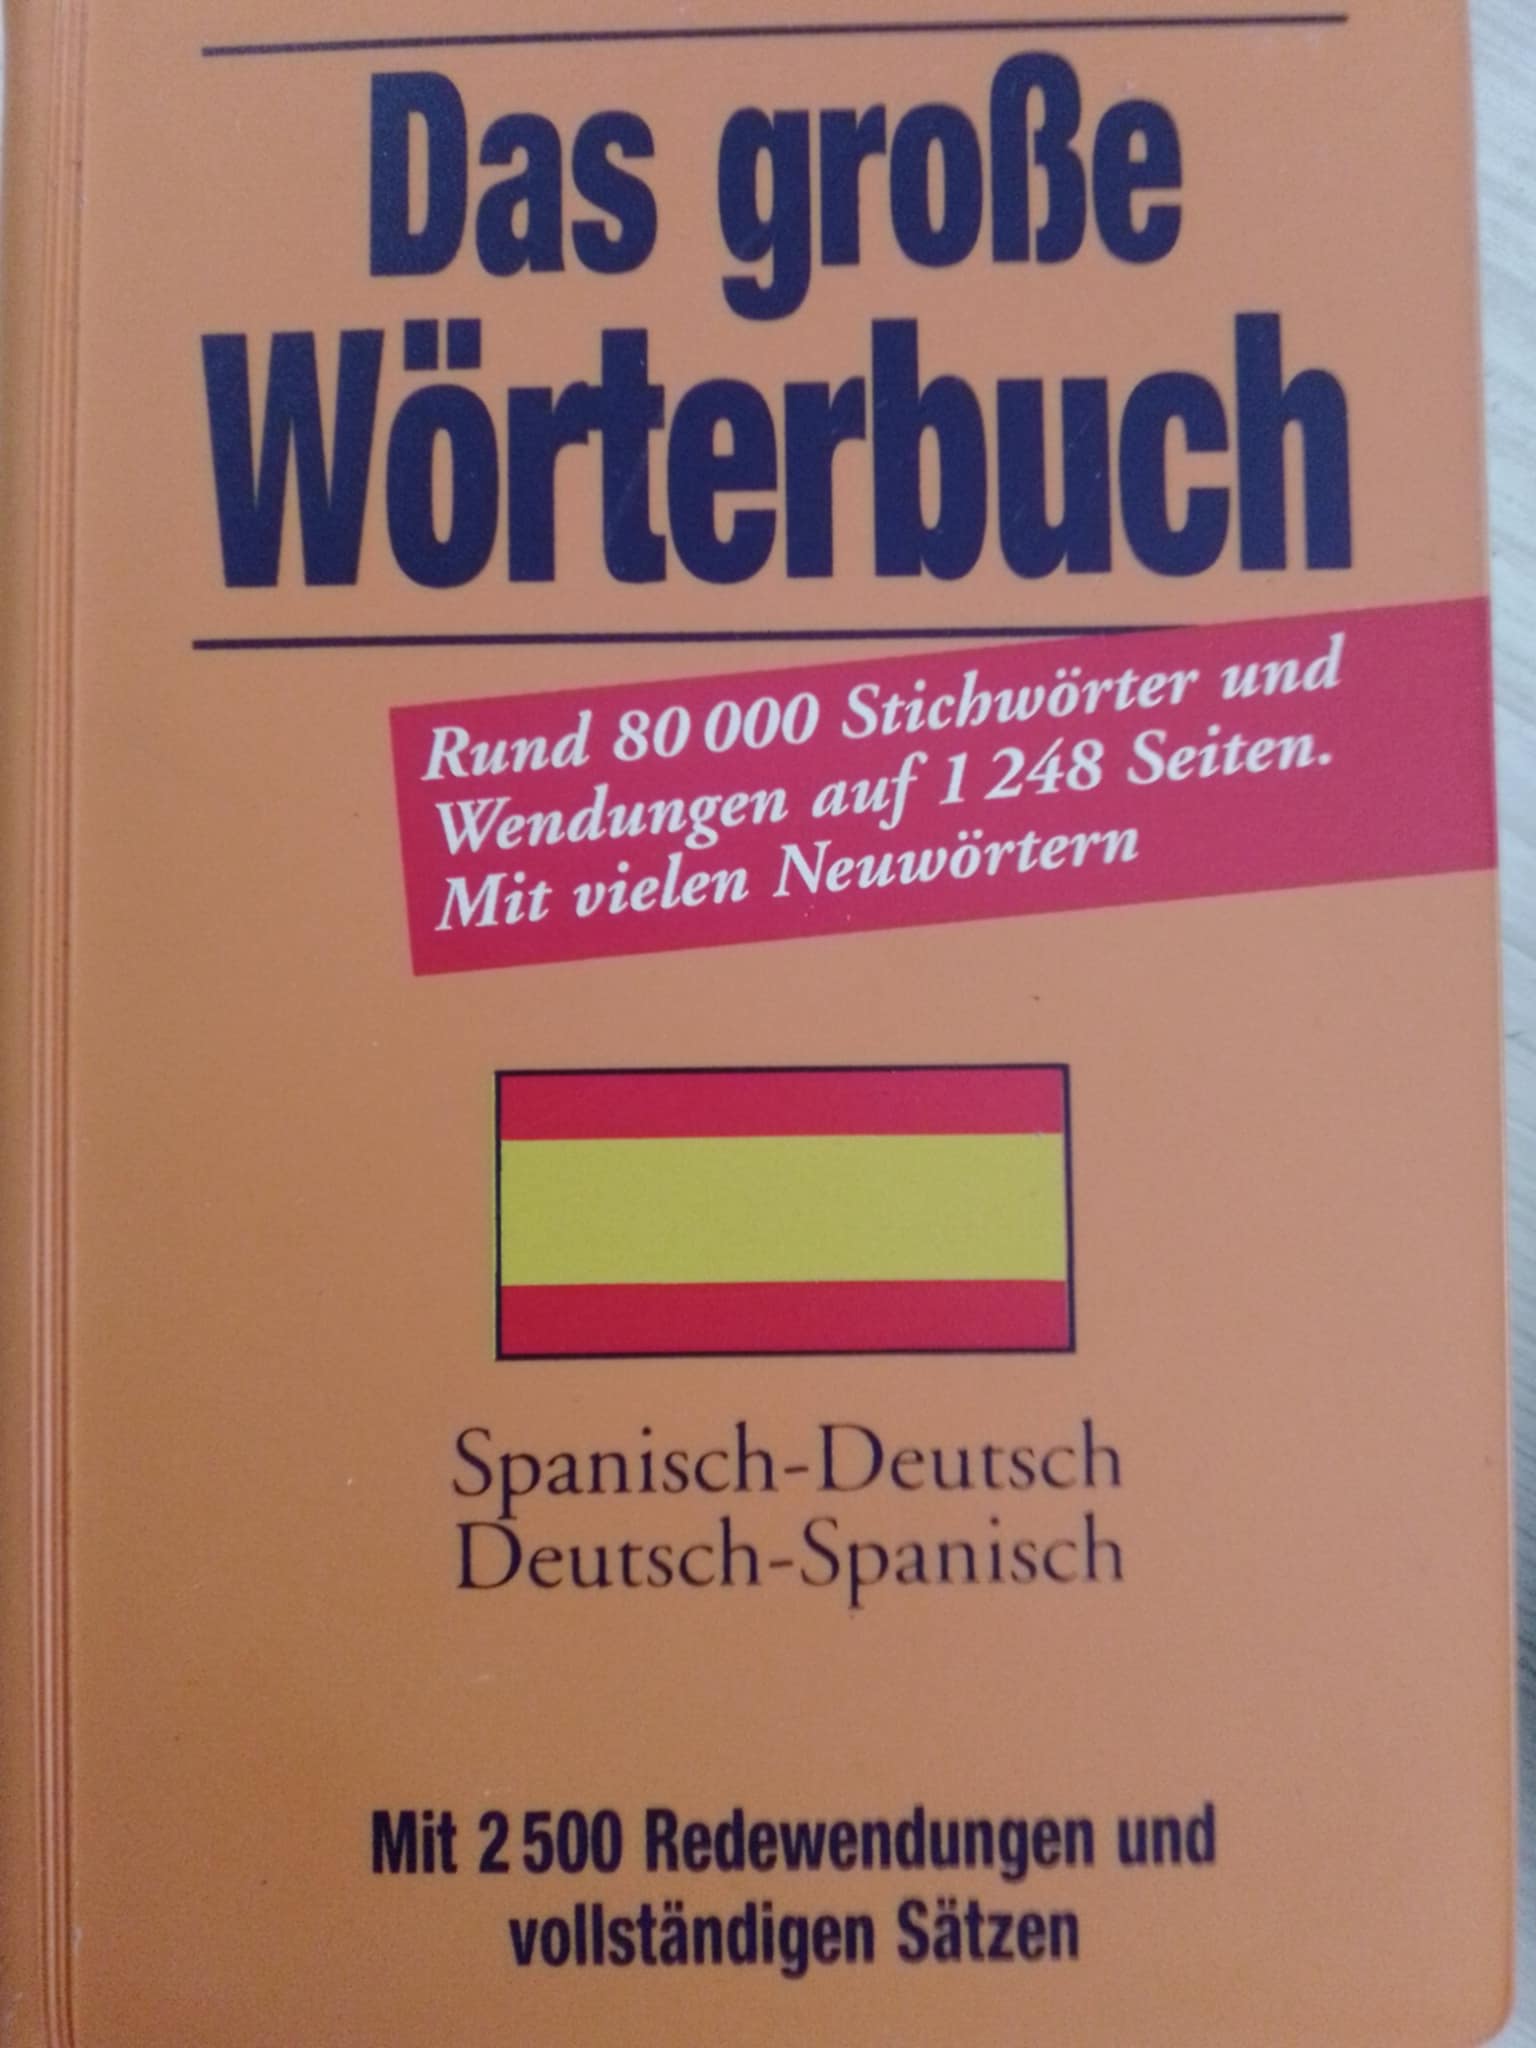 Das große
Wörterbuch
Rund 80 000 Stichwörter und
Wendungen auf 1 248 Seiten.
Mit vielen Neuwörtern
Spanisch-Deutsch
Deutsch-Spanisch
Mit 2 500 Redewendungen und
vollständigen Sätzen